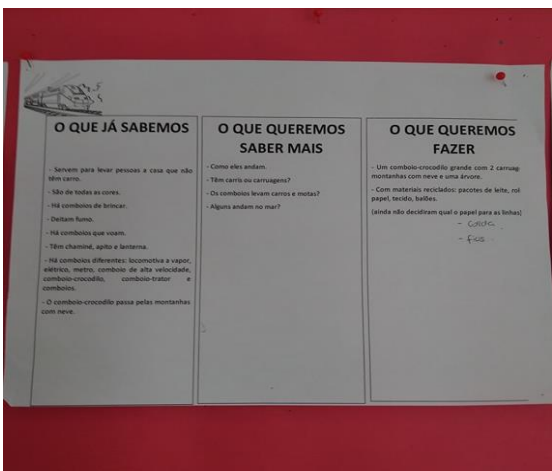 O QUE JÁ SABEMOS
- Servem para levar pessoas a casa que não
têm carro.
- São de todas as cores.
- Há comboios de brincar.
- Deitam fumo.
- Há comboios que voam.
- Têm chaminé, apito e lanterna.
- Há comboios diferentes: locomotiva a vapor,
elétrico, metro, comboio de alta velocidade,
comboio-crocodilo, comboio-trator e
comboios.
- O comboio-crocodilo passa pelas montanhas
com neve.
O QUE QUEREMOS
SABER MAIS
- Como eles andam.
- Têm carris ou carruagens?
- Os comboios levam carros e motas?
- Alguns andam no mar?
O QUE QUEREMOS
FAZER
- Um comboio-crocodilo grande com 2 carruag
montanhas com neve e uma árvore.
- Com materiais reciclados: pacotes de leite, rol
papel, tecido, balões.
(ainda não decidiram qual o papel para as linhas)
- corda
- fios